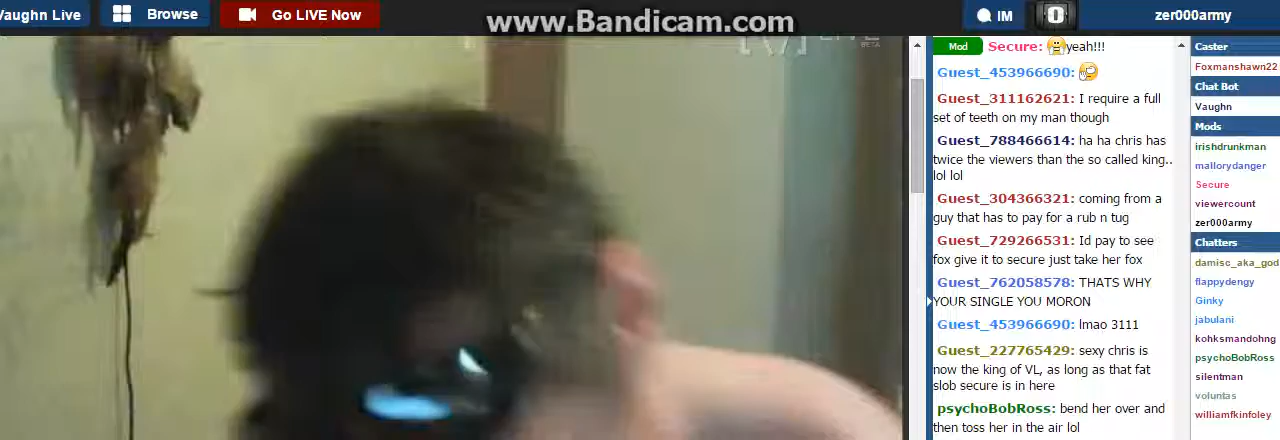 Vaughn Live
Browse
Go LIVE Now
www.Bandicam.com
IM
0
zer000army
[V] LIVE
BETA
Mod Secure: yeah!!!
Guest_453966690:
Guest_311162621: I require a full
set of teeth on my man though
Guest_788466614: ha ha chris has
twice the viewers than the so called king..
lol lol
Guest_304366321: coming from a
guy that has to pay for a rub n tug
Guest_729266531: Id pay to see
fox give it to secure just take her fox
Guest_762058578: THATS WHY
YOUR SINGLE YOU MORON
Guest_453966690: lmao 3111
Guest_227765429: sexy chris is
now the king of VL, as long as that fat
slob secure is in here
psychoBobRoss: bend her over and
then toss her in the air lol
Caster
Foxmanshawn22
Chat Bot
Vaughn
Mods
irishdrunkman
mallorydanger
Secure
viewercount
zer000army
Chatters
damisc_aka_god
flappydengy
Ginky
jabulani
kohksmandohng
psychoBobRoss
silentman
voluntas
williamfkinfoley